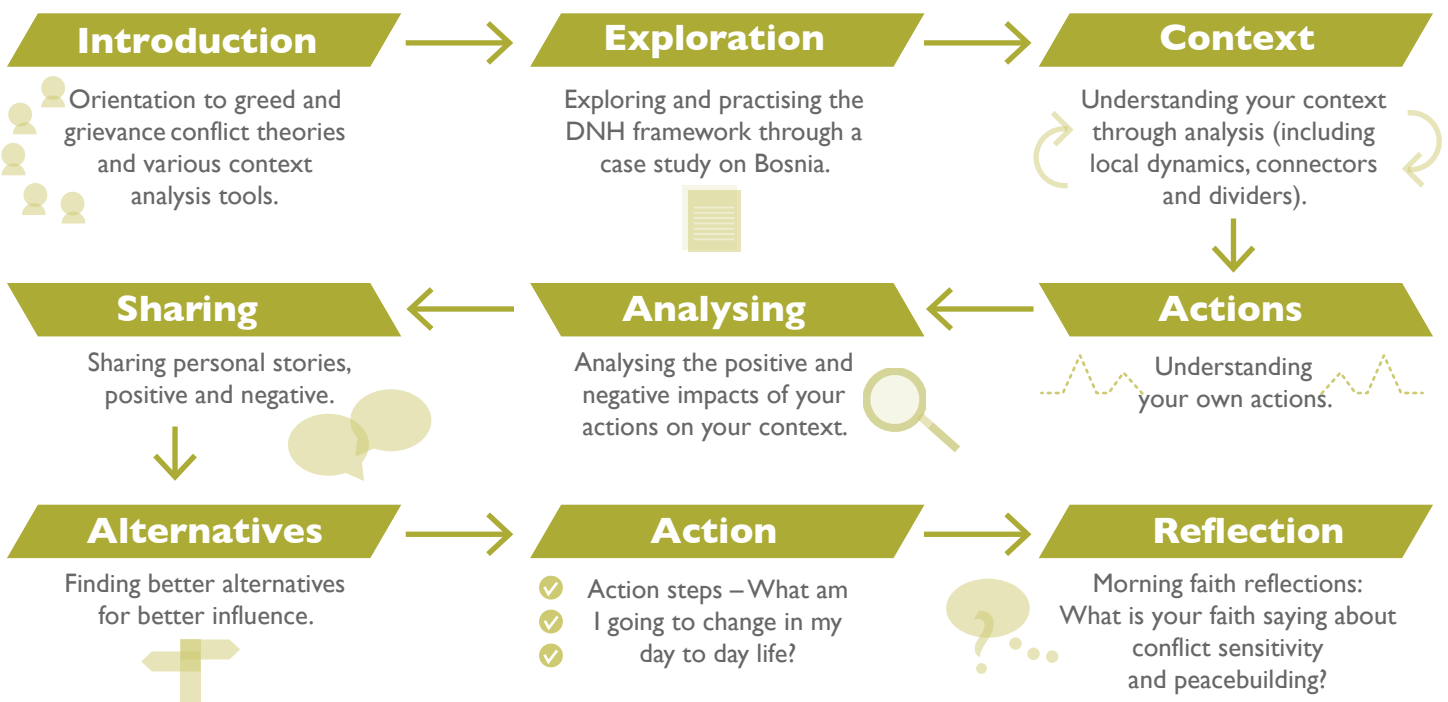 Introduction
Orientation to greed and
grievance conflict theories
and various context
analysis tools.
Exploration
Exploring and practising the
DNH framework through a
case study on Bosnia.
Context
Understanding your context
through analysis (including
local dynamics, connectors
and dividers).
Actions
Understanding
your own actions.
Analysing
Analysing the positive and
negative impacts of your
actions on your context.
Sharing
Sharing personal stories,
positive and negative.
Alternatives
Finding better alternatives
for better influence.
Action
Action steps – What am
I going to change in my
day to day life?
Reflection
?
Morning faith reflections:
What is your faith saying about
conflict sensitivity
and peacebuilding?